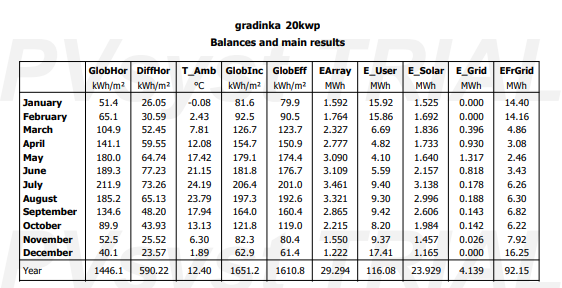 gradinka 20kwp
Balances and main results
GlobHor DiffHor T_Amb GlobInc GlobEff EArray E_User E_Solar E_Grid EFrGrid
kWh/m² kWh/m² °C kWh/m² kWh/m² MWh MWh MWh MWh MWh
January 51.4 26.05 -0.08 81.6 79.9 1.592 15.92 1.525 0.000 14.40
February 65.1 30.59 2.43 92.5 90.5 1.764 15.86 1.692 0.000 14.16
March 104.9 52.45 7.81 126.7 123.7 2.327 6.69 1.836 0.396 4.86
April 141.1 59.55 12.08 154.7 150.9 2.777 4.82 1.733 0.930 3.08
May 180.0 64.74 17.42 179.1 174.4 3.090 4.10 1.640 1.317 2.46
June 189.3 77.23 21.15 181.8 176.7 3.109 5.59 2.157 0.818 3.43
July 211.9 73.26 24.19 206.4 201.0 3.461 9.40 3.138 0.178 6.26
August 185.2 65.13 23.79 197.3 192.6 3.321 9.30 2.996 0.188 6.30
September 134.6 48.20 17.94 164.0 160.4 2.865 9.42 2.606 0.143 6.82
October 89.9 43.93 13.13 121.8 119.0 2.215 8.20 1.984 0.142 6.22
November 52.5 25.52 6.30 82.3 80.4 1.550 9.37 1.457 0.026 7.92
December 40.1 23.57 1.89 62.9 61.4 1.222 17.41 1.165 0.000 16.25
Year 1446.1 590.22 12.40 1651.2 1610.8 29.294 116.08 23.929 4.139 92.15